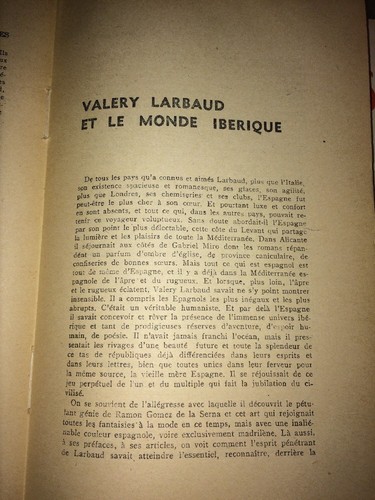 VALERY LARBAUD
ET LE MONDE IBERIQUE
De tous les pays qu'a connus et aimés Larbaud, plus que l'Italie,
son existence spacieuse et romanesque, ses glaces, son agilité,
plus que Londres, ses chemiseries et ses clubs, l'Espagne fut
peut-être le plus cher à son cœur. Et pourtant luxe et confort
en sont absents, et tout ce qui, dans les autres pays, pouvait re-
tenir ce voyageur voluptueux. Sans doute abordait-il l'Espagne
par son point le plus délectable, cette côte du Levant qui partage
la lumière et les plaisirs de toute la Méditerranée. Dans Alicante
il séjournait aux côtés de Gabriel Miro dont les romans répan-
dent un parfum d'ombre d'église, de province caniculaire, de
confiseries de bonnes sœurs. Mais tout ce qui est espagnol est
tout de même d'Espagne, et il y a déjà dans la Méditerranée es-
pagnole de l'âpre et du rugueux. Et lorsque, plus loin, l'âpre
et le rugueux éclatent, Valery Larbaud savait ne s'y point montrer
insensible. Il a compris les Epagnols les plus inégaux et les plus
abrupts. C'était un véritable humaniste. Et par delà l'Espagne
il savait concevoir et rêver la présence de l'immense univers ibé-
rique et tant de prodigieuses réserves d'aventure, d'espoir hu-
main, de poésie. Il n'avait jamais franchi l'océan, mais il pres-
sentait les rivages d'une beauté future et toute la splendeur de
ce tas de républiques déjà différenciées dans leurs esprits et
dans leurs lettres, bien que toutes unies dans leur ferveur pour
la même source, la vieille mère Espagne. Il se réjouissait de ce
jeu perpétuel de l'un et du multiple qui fait la jubilation du ci-
vilisé.
On se souvient de l'allégresse avec laquelle il découvrit le pétu-
lant génie de Ramon Gomez de la Serna et cet art qui rejoignait
toutes les fantaisies à la mode en ce temps, mais avec une inalié-
nable couleur espagnole, voire exclusivement madrilène. Là aussi,
à ses préfaces, à ses articles, on voit comment l'esprit pénétrant
de Larbaud savait atteindre l'essentiel, reconnaître, derrière la